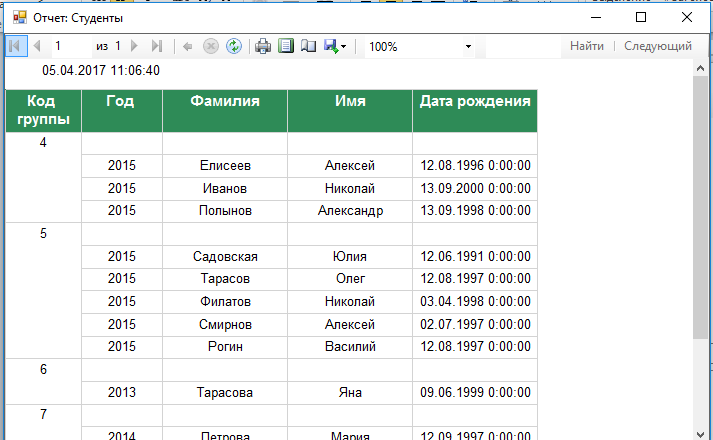 Отчет: Студенты
1 из 1 100% Найти Следующий
05.04.2017 11:06:40
Код группы Год Фамилия Имя Дата рождения
4
2015 Елисеев Алексей 12.08.1996 0:00:00
2015 Иванов Николай 13.09.2000 0:00:00
2015 Полынов Александр 13.09.1998 0:00:00
5
2015 Садовская Юлия 12.06.1991 0:00:00
2015 Тарасов Олег 12.08.1997 0:00:00
2015 Филатов Николай 03.04.1998 0:00:00
2015 Смирнов Алексей 02.07.1997 0:00:00
2015 Рогин Василий 12.08.1997 0:00:00
6
2013 Тарасова Яна 09.06.1999 0:00:00
7
2014 Петрова Мария 12.09.1997 0:00:00